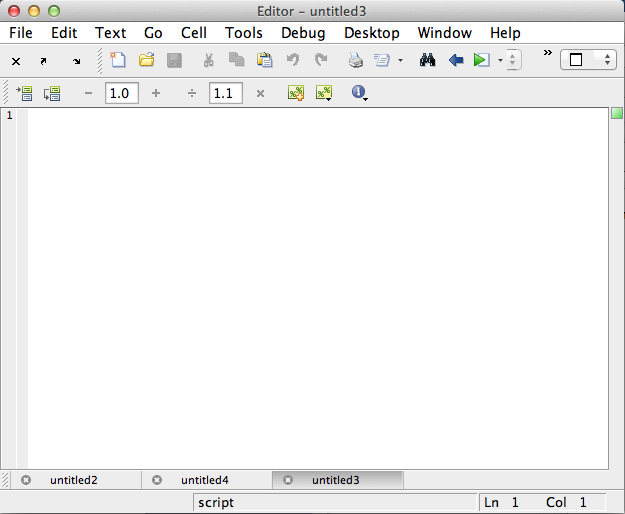 Editor – untitled3
File Edit Text Go Cell Tools Debug Desktop Window Help
1.0 1.1
1
untitled2 untitled4 untitled3
script Ln 1 Col 1